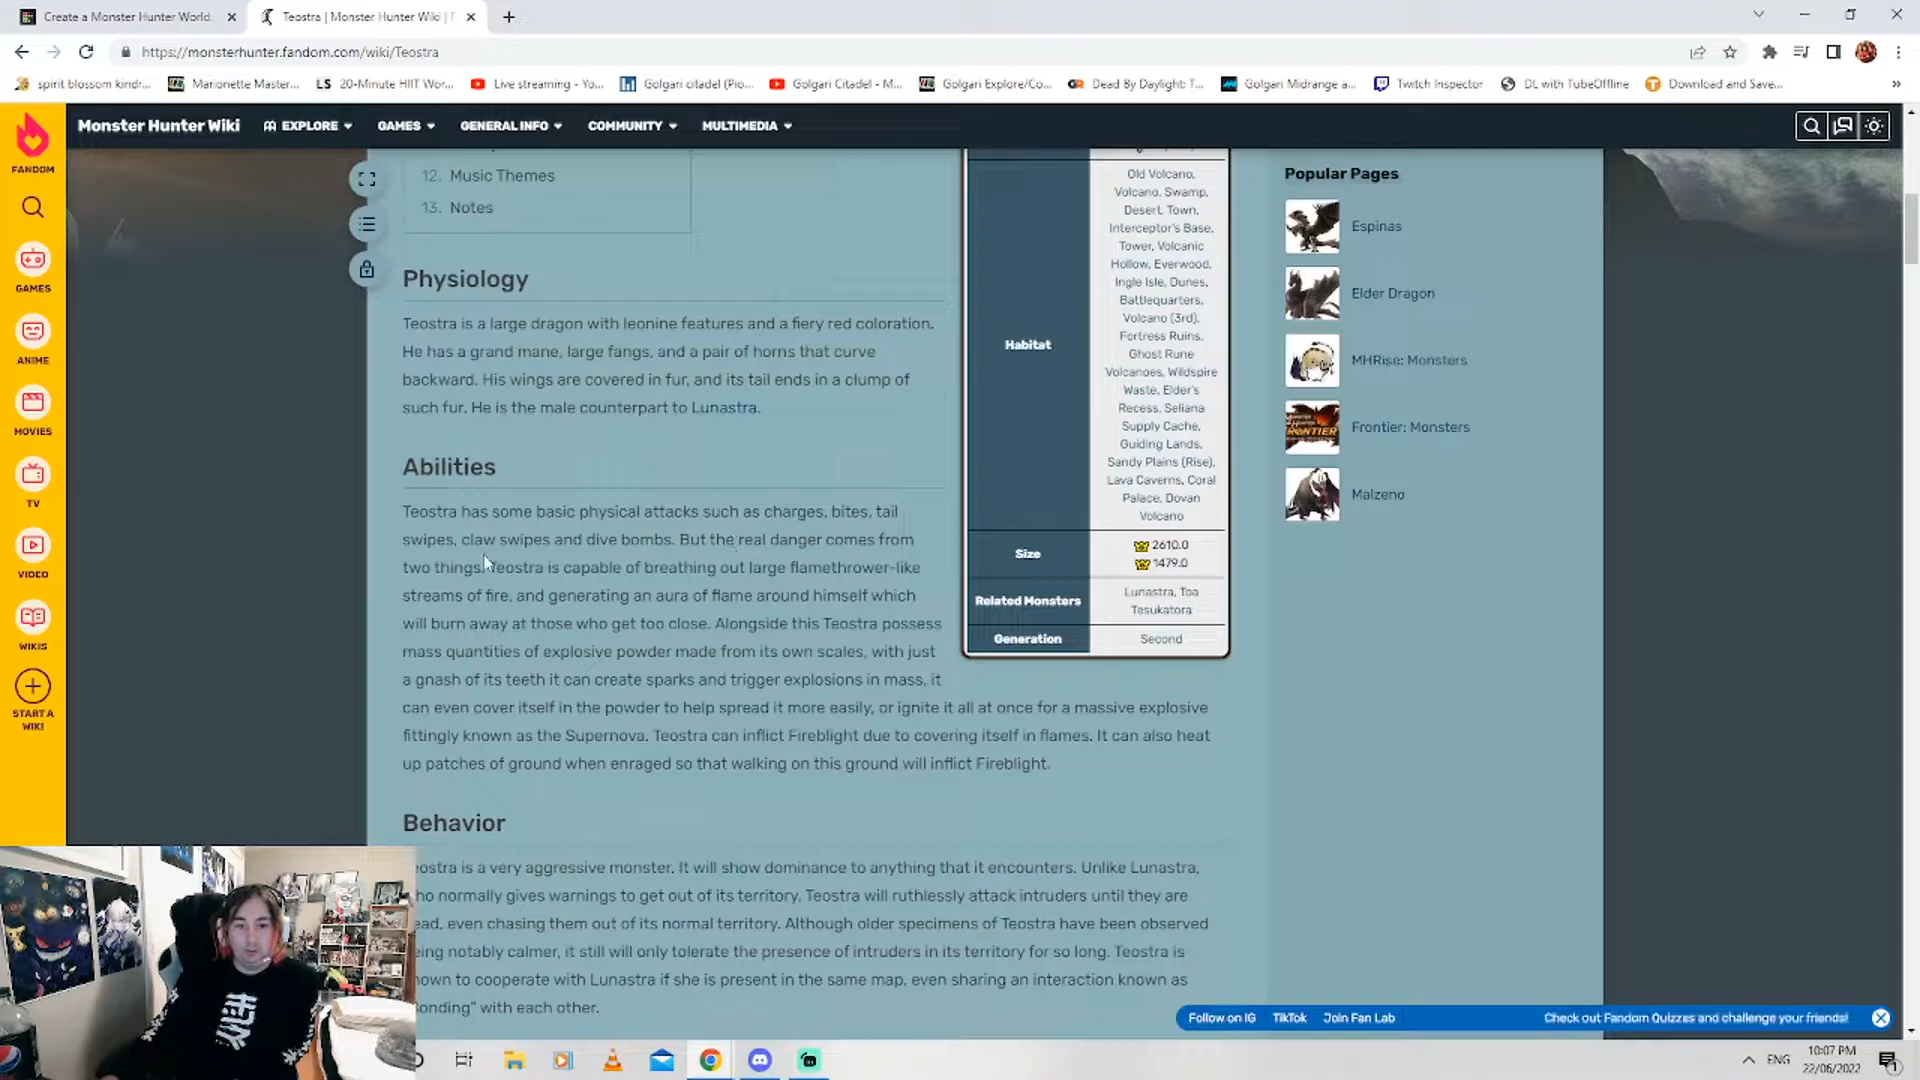 Create a Monster Hunter World
Teostra | Monster Hunter Wiki | F
https://monsterhunter.fandom.com/wiki/Teostra
spirit blossom kindr...
Marionette Master...
LS 20-Minute HIIT Wor...
Live streaming - Yo...
Golgari citadel (Pio...
Golgari Citadel - M...
Golgari Explore/Co...
Dead By Daylight: T...
Golgari Midrange a...
Twitch Inspector
DL with TubeOffline
Download and Save...
Monster Hunter Wiki
EXPLORE
GAMES
GENERAL INFO
COMMUNITY
MULTIMEDIA
FANDOM
GAMES
ANIME
MOVIES
TV
VIDEO
WIKIS
START A
WIKI
12. Music Themes
13. Notes
Physiology
Teostra is a large dragon with leonine features and a fiery red coloration.
He has a grand mane, large fangs, and a pair of horns that curve
backward. His wings are covered in fur, and its tail ends in a clump of
such fur. He is the male counterpart to Lunastra.
Abilities
Teostra has some basic physical attacks such as charges, bites, tail
swipes, claw swipes and dive bombs. But the real danger comes from
two things. Teostra is capable of breathing out large flamethrower-like
streams of fire, and generating an aura of flame around himself which
will burn away at those who get too close. Alongside this Teostra possess
mass quantities of explosive powder made from its own scales, with just
a gnash of its teeth it can create sparks and trigger explosions in mass, it
can even cover itself in the powder to help spread it more easily, or ignite it all at once for a massive explosive
fittingly known as the Supernova. Teostra can inflict Fireblight due to covering itself in flames. It can also heat
up patches of ground when enraged so that walking on this ground will inflict Fireblight.
Behavior
eostra is a very aggressive monster. It will show dominance to anything that it encounters. Unlike Lunastra,
ho normally gives warnings to get out of its territory, Teostra will ruthlessly attack intruders until they are
ead, even chasing them out of its normal territory. Although older specimens of Teostra have been observed
eing notably calmer, it still will only tolerate the presence of intruders in its territory for so long. Teostra is
nown to cooperate with Lunastra if she is present in the same map, even sharing an interaction known as
onding" with each other.
Habitat
Old Volcano,
Volcano, Swamp,
Desert, Town,
Interceptor's Base,
Tower, Volcanic
Hollow, Everwood,
Ingle Isle, Dunes,
Battlequarters,
Volcano (3rd),
Fortress Ruins,
Ghost Rune
Volcanoes, Wildspire
Waste, Elder's
Recess, Seliana
Supply Cache,
Guiding Lands,
Sandy Plains (Rise),
Lava Caverns, Coral
Palace, Dovan
Volcano
Size
2610.0
1479.0
Related Monsters
Lunastra, Toa
Tesukatora
Generation
Second
Popular Pages
Espinas
Elder Dragon
MHRise: Monsters
Frontier: Monsters
Malzeno
Follow on IG
TikTok
Join Fan Lab
Check out Fandom Quizzes and challenge your friends!
ENG
10:07 PM
22/06/2022